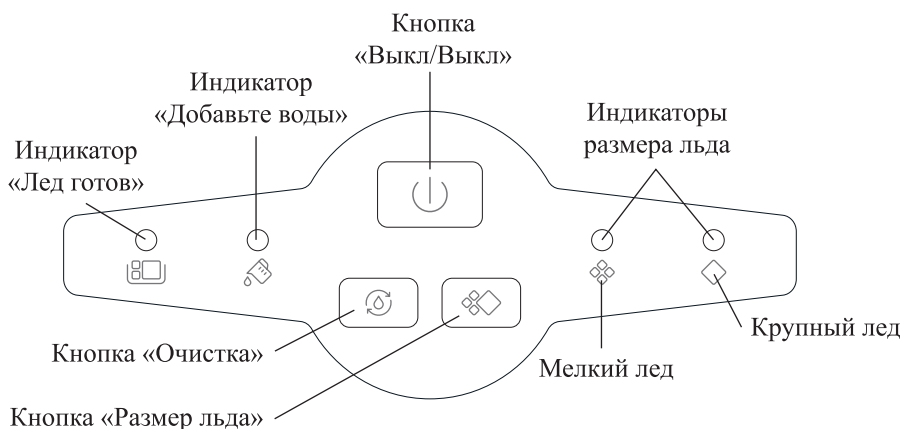 Кнопка
«Выкл/Выкл»
Индикатор
«Добавьте воды»
Индикаторы
размера льда
Индикатор
«Лед готов»
Крупный лед
Кнопка «Очистка»
Мелкий лед
Кнопка «Размер льда»